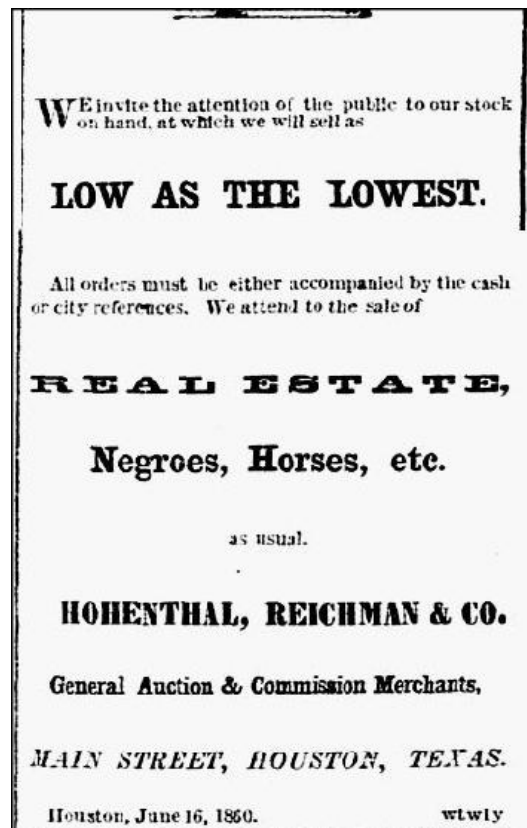 WE invite the attention of the public to our stock
on hand, at which we will sell as
LOW AS THE LOWEST.
All orders must be either accompanied by the cash
or city references. We attend to the sale of
REAL ESTATE,
Negroes, Horses, etc.
as usual.
HOHENTHAL, REICHMAN & CO.
General Auction & Commission Merchants,
MAIN STREET, HOUSTON, TEXAS.
Houston, June 16, 1860. wtwly